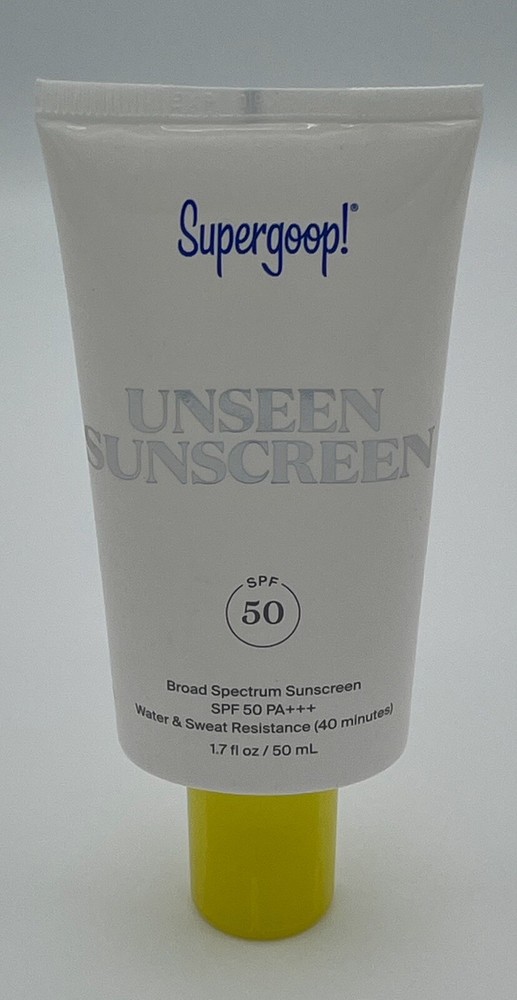 Supergoop!®
UNSEEN
SUNSCREEN
SPF
50
Broad Spectrum Sunscreen
SPF 50 PA+++
Water & Sweat Resistance (40 minutes)
1.7 fl oz / 50 mL